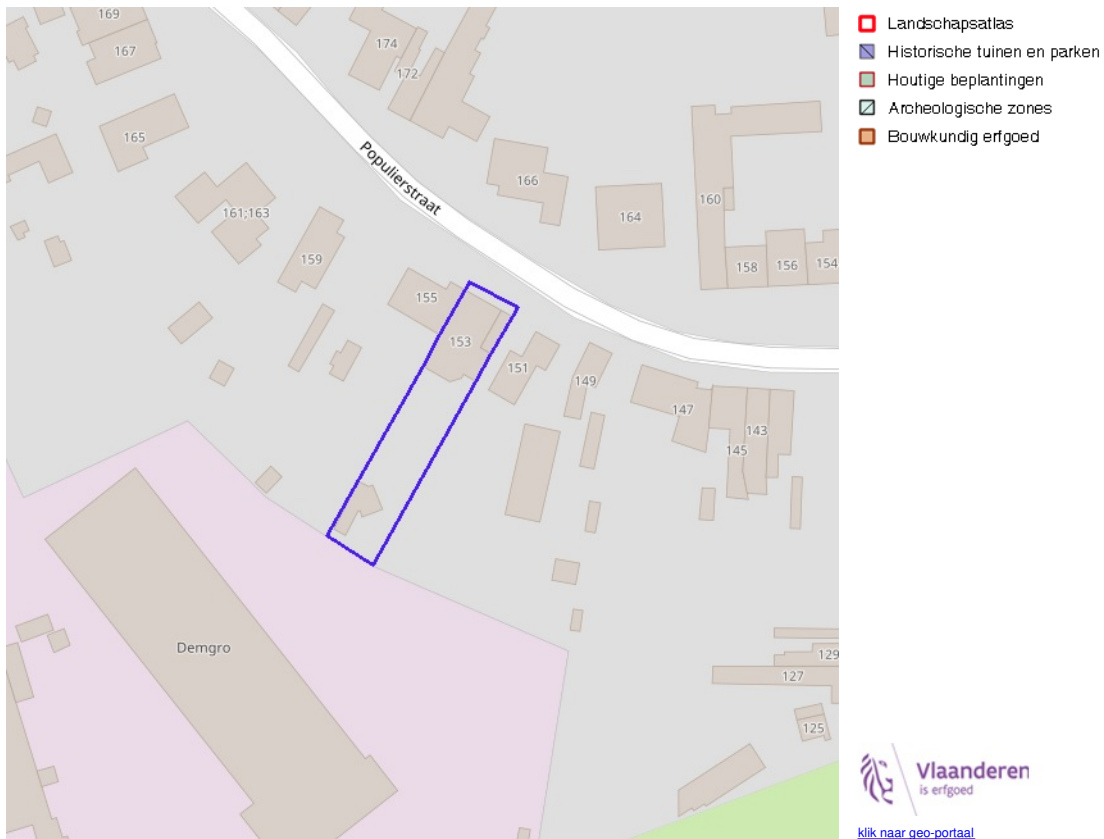 169
167
174
172
165
Populierstraat
166
161;163
164
160
159
158
156
154
155
153
151
149
147
143
145
Demgro
129
127
125
Landschapsatlas
Historische tuinen en parken
Houtige beplantingen
Archeologische zones
Bouwkundig erfgoed
Vlaanderen
is erfgoed
klik naar geo-portaal